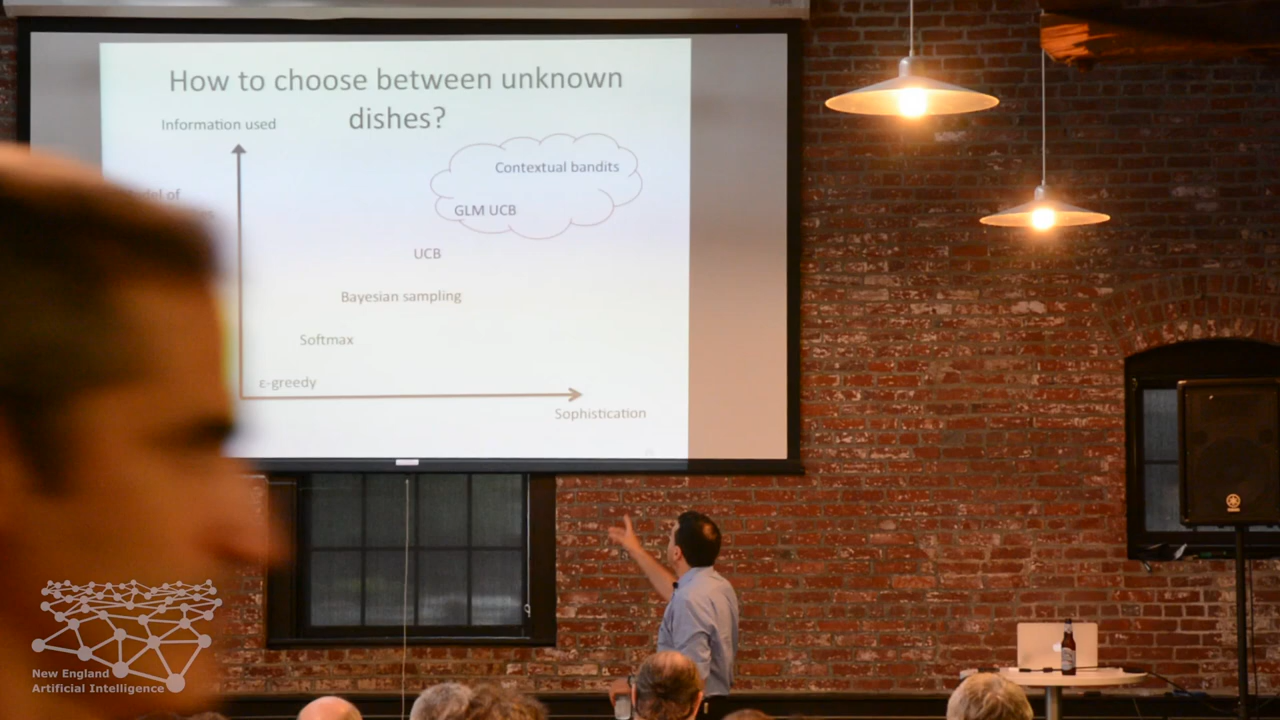 How to choose between unknown
dishes?
Information used
Contextual bandits
of
GLM UCB
UCB
Bayesian sampling
Softmax
ε-greedy
Sophistication
New England
Artificial Intelligence